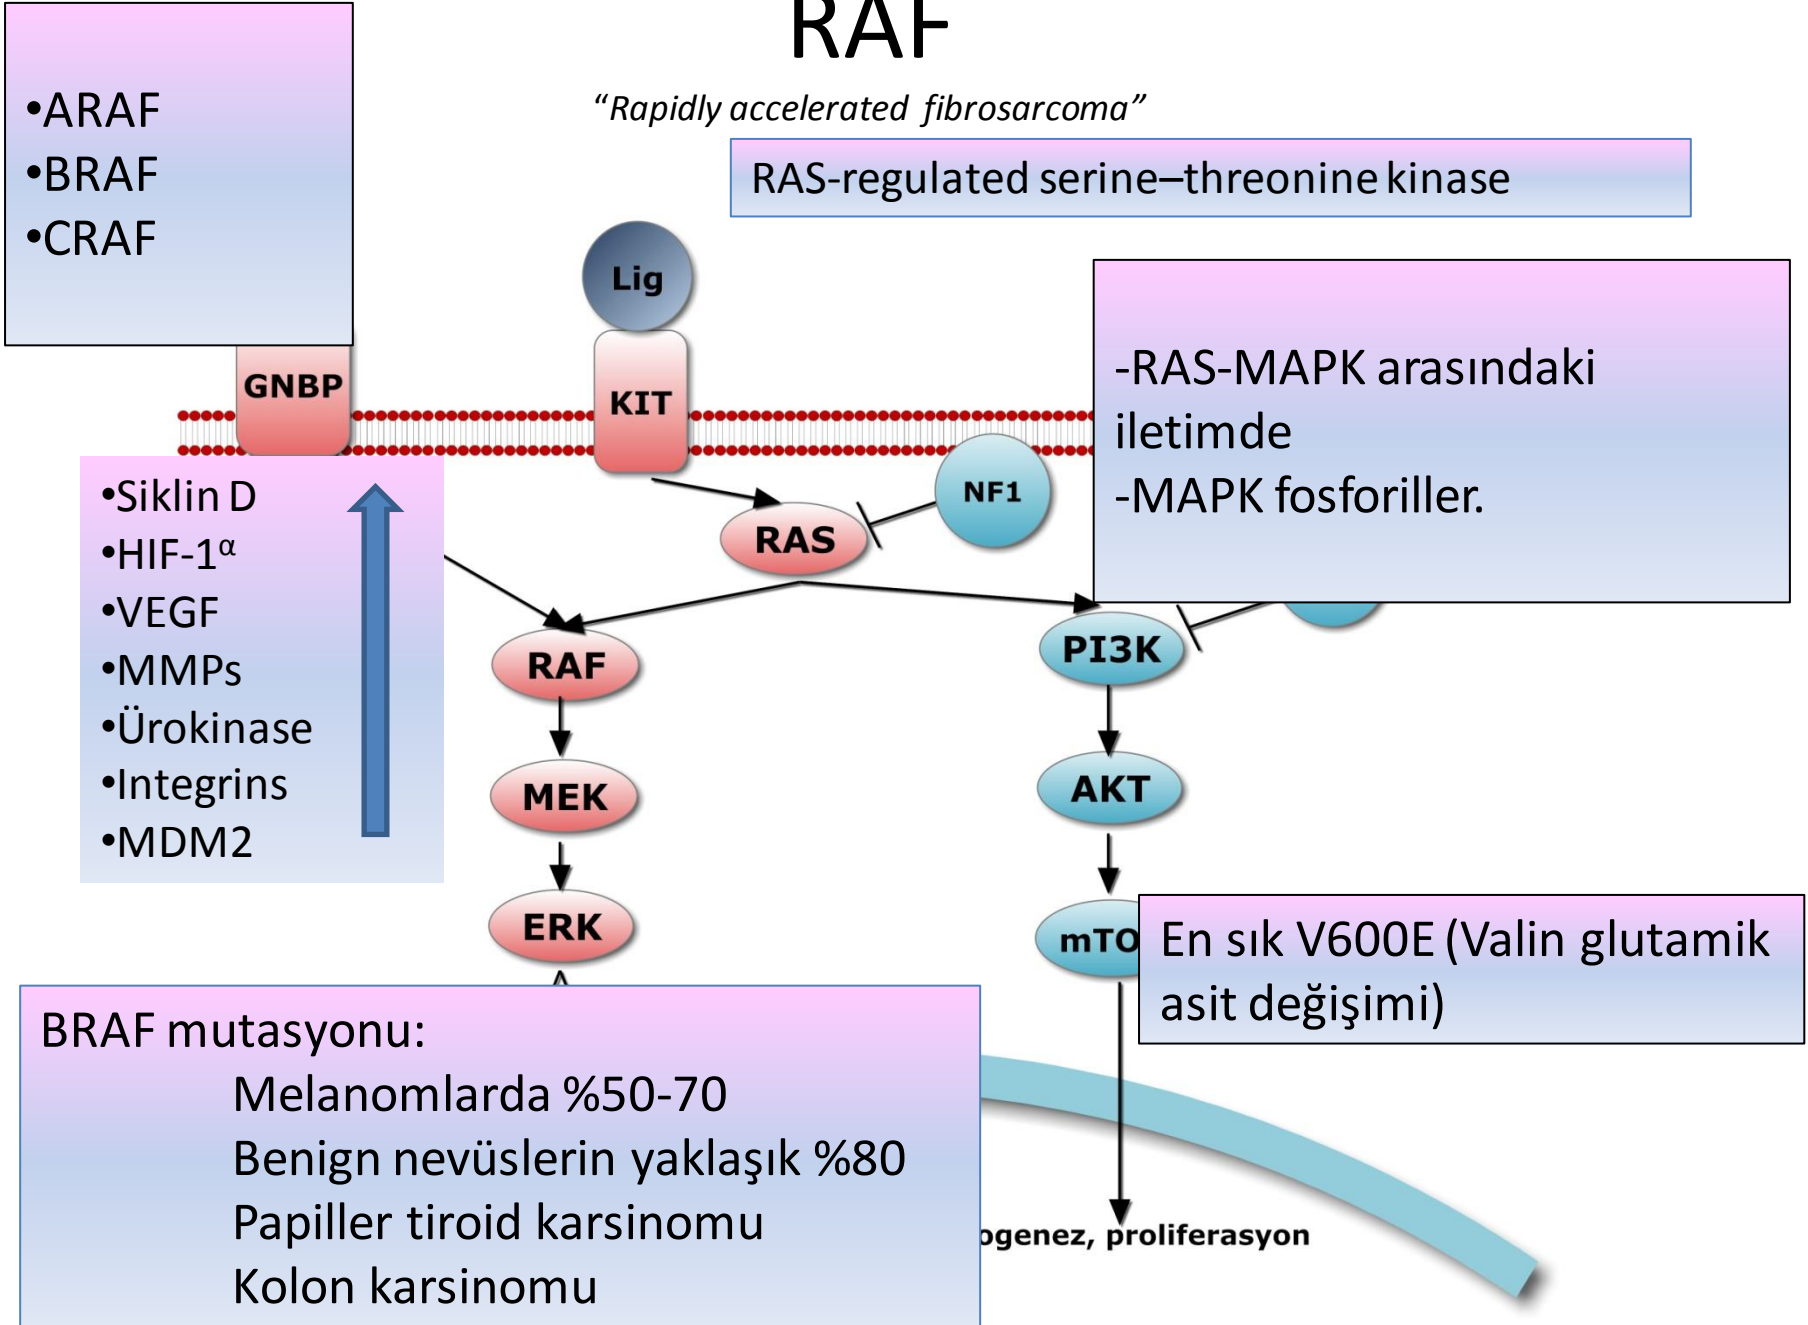 RAF
“Rapidly accelerated fibrosarcoma”
RAS-regulated serine–threonine kinase
•ARAF
•BRAF
•CRAF
Lig
GNBP
KIT
NF1
RAS
-RAS-MAPK arasındaki
iletimde
-MAPK fosforiller.
•Siklin D
•HIF-1α
•VEGF
•MMPs
•Ürokinase
•Integrins
•MDM2
RAF
PI3K
MEK
AKT
ERK
mTO
En sık V600E (Valin glutamik
asit değişimi)
BRAF mutasyonu:
Melanomlarda %50-70
Benign nevüslerin yaklaşık %80
Papiller tiroid karsinomu
Kolon karsinomu
ogenez, proliferasyon